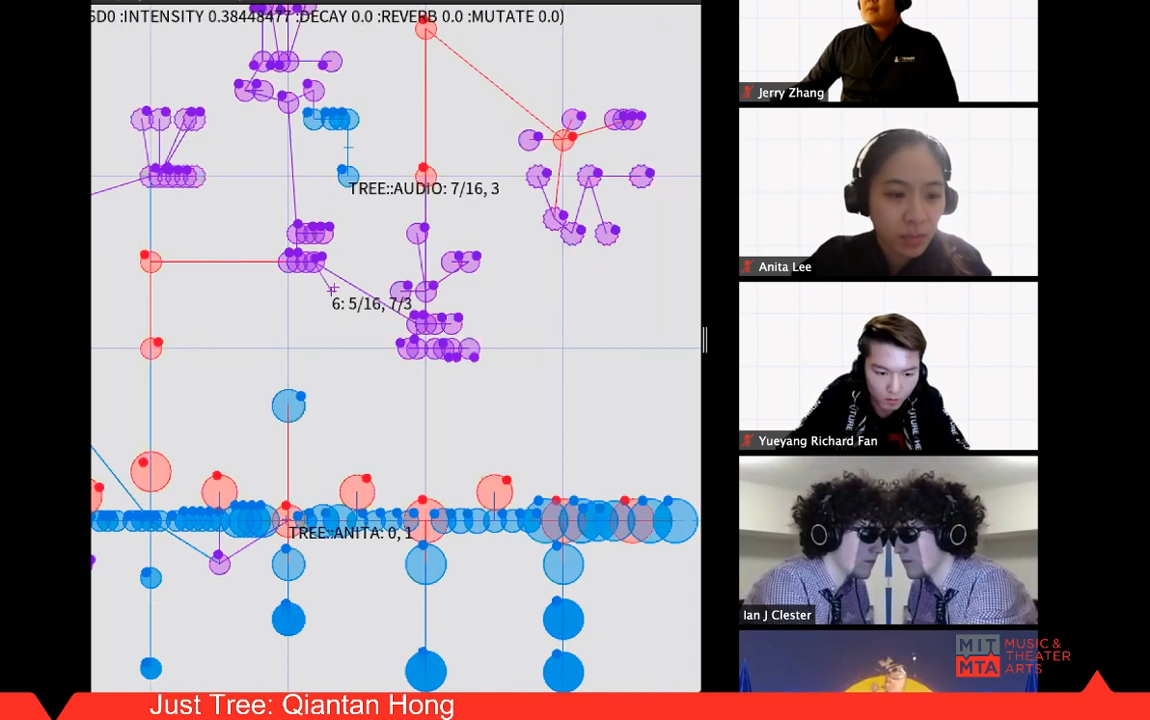 SD0 :INTENSITY 0.38448477 :DECAY 0.0 :REVERB 0.0 :MUTATE 0.0)
TREE::AUDIO: 7/16, 3
6: 5/16, 7/3
TREE::ANITA: 0, 1
Jerry Zhang
Anita Lee
Yueyang Richard Fan
Ian J Clester
MIT
MTA
MUSIC &
THEATER
ARTS
Just Tree: Qiantan Hong